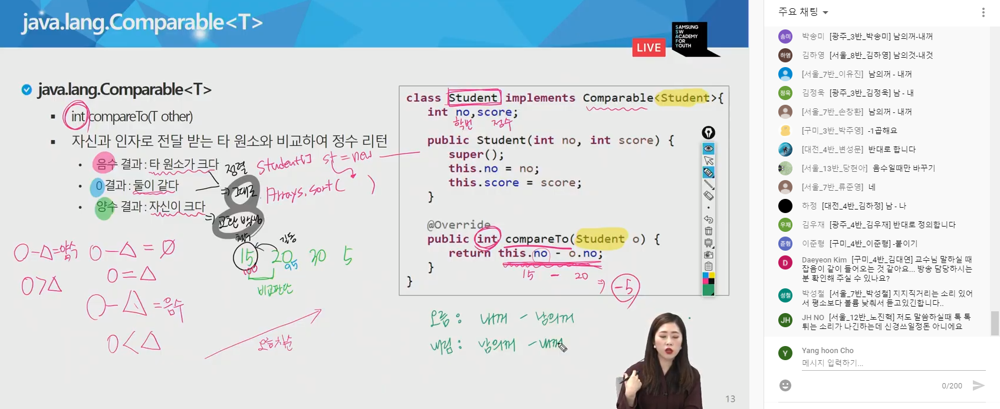 java.lang.Comparable<T>
SAMSUNG
SW
ACADEMY
FOR
YOUTH
LIVE
java.lang.Comparable<T>
int compareTo(T other)
자신과 인자로 전달 받는 타 원소와 비교하여 정수 리턴
음수 결과 : 타 원소가 크다
0 결과 : 둘이 같다
양수 결과 : 자신이 크다
정렬
⇒ 그대로
⇒ 교환 발생
Student[] st = new
Arrays.sort( )
class Student implements Comparable<Student>{
int no,score;
학번 점수
public Student(int no, int score) {
super();
this.no = no;
this.score = score;
}
@Override
public int compareTo(Student o) {
return this.no - o.no;
}
}
15 - 20
⇒ -5
15 20 30 5
100 95
비교판단
O-△=양수
O>△
O-△=0
O=△
O-△=음수
O<△
오름차순
오름 : 내꺼 - 남의꺼
내림 : 남의꺼 - 내꺼
13
주요 채팅
송미 박송미 [광주_3반_박송미] 남의꺼-내꺼
하영 김하영 [서울_8반_김하영] 남의것-내것
[서울_7반_이유진] 남의꺼 - 내꺼
정욱 김정욱 [광주_3반_김정욱] 남 - 내
[서울_7반_손창환] 남의꺼 - 내꺼
[구미_3반_박주영] -1곱해요
[대전_4반_변성문] 반대로 합니다
[서울_13반_당현아] 음수일때만 바꾸기
[서울_7반_류준영] 네
하정 [대전_4반_김하정] 남 - 나
우재 김우재 [광주_4반_김우재] 반대로 정의합니다
준형 이준형 [구미_4반_이준형] -붙이기
D Daeyeon Kim [구미_4반_김대연] 교수님 말하실 때
잡음이 같이 들어오는 것 같아요... 방송 담당하시는
분 확인해 주실 수 있나요?
성철 박성철 [서울_7반_박성철] 지지직거리는 소리 있어
서 평소보다 볼륨 낮춰서 듣고있긴합니다..
JH JH NO [서울_12반_노진혁] 저도 말씀하실때 톡 톡
튀는 소리가 나긴하는데 신경쓰일정돈 아니에요
Y Yang hoon Cho
메시지 입력하기...
0/200